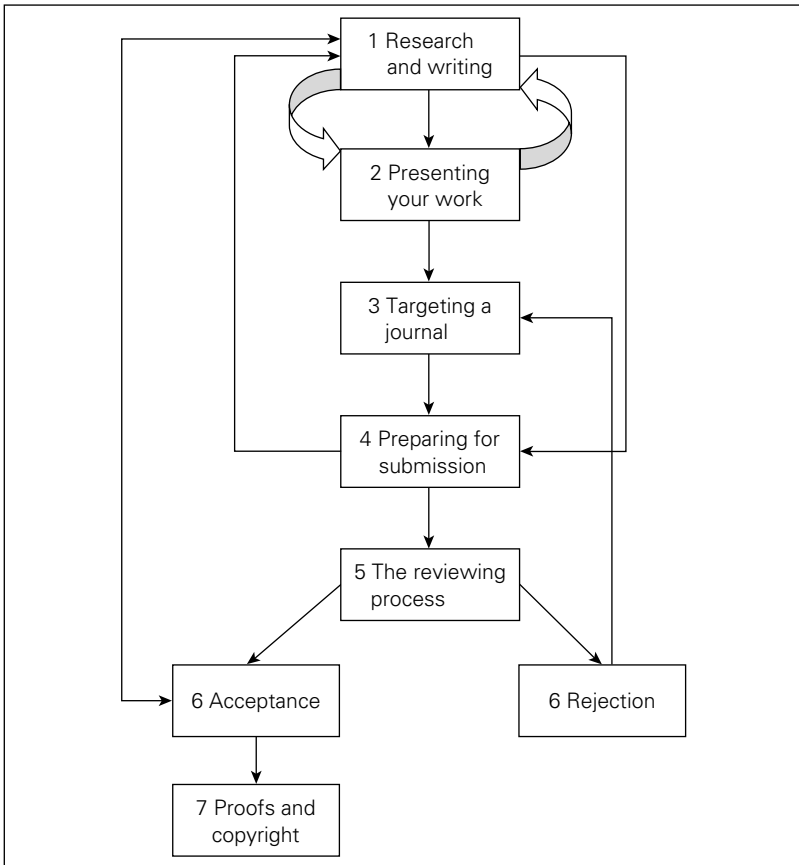 1 Research
and writing
2 Presenting
your work
3 Targeting a
journal
4 Preparing for
submission
5 The reviewing
process
6 Acceptance
6 Rejection
7 Proofs and
copyright